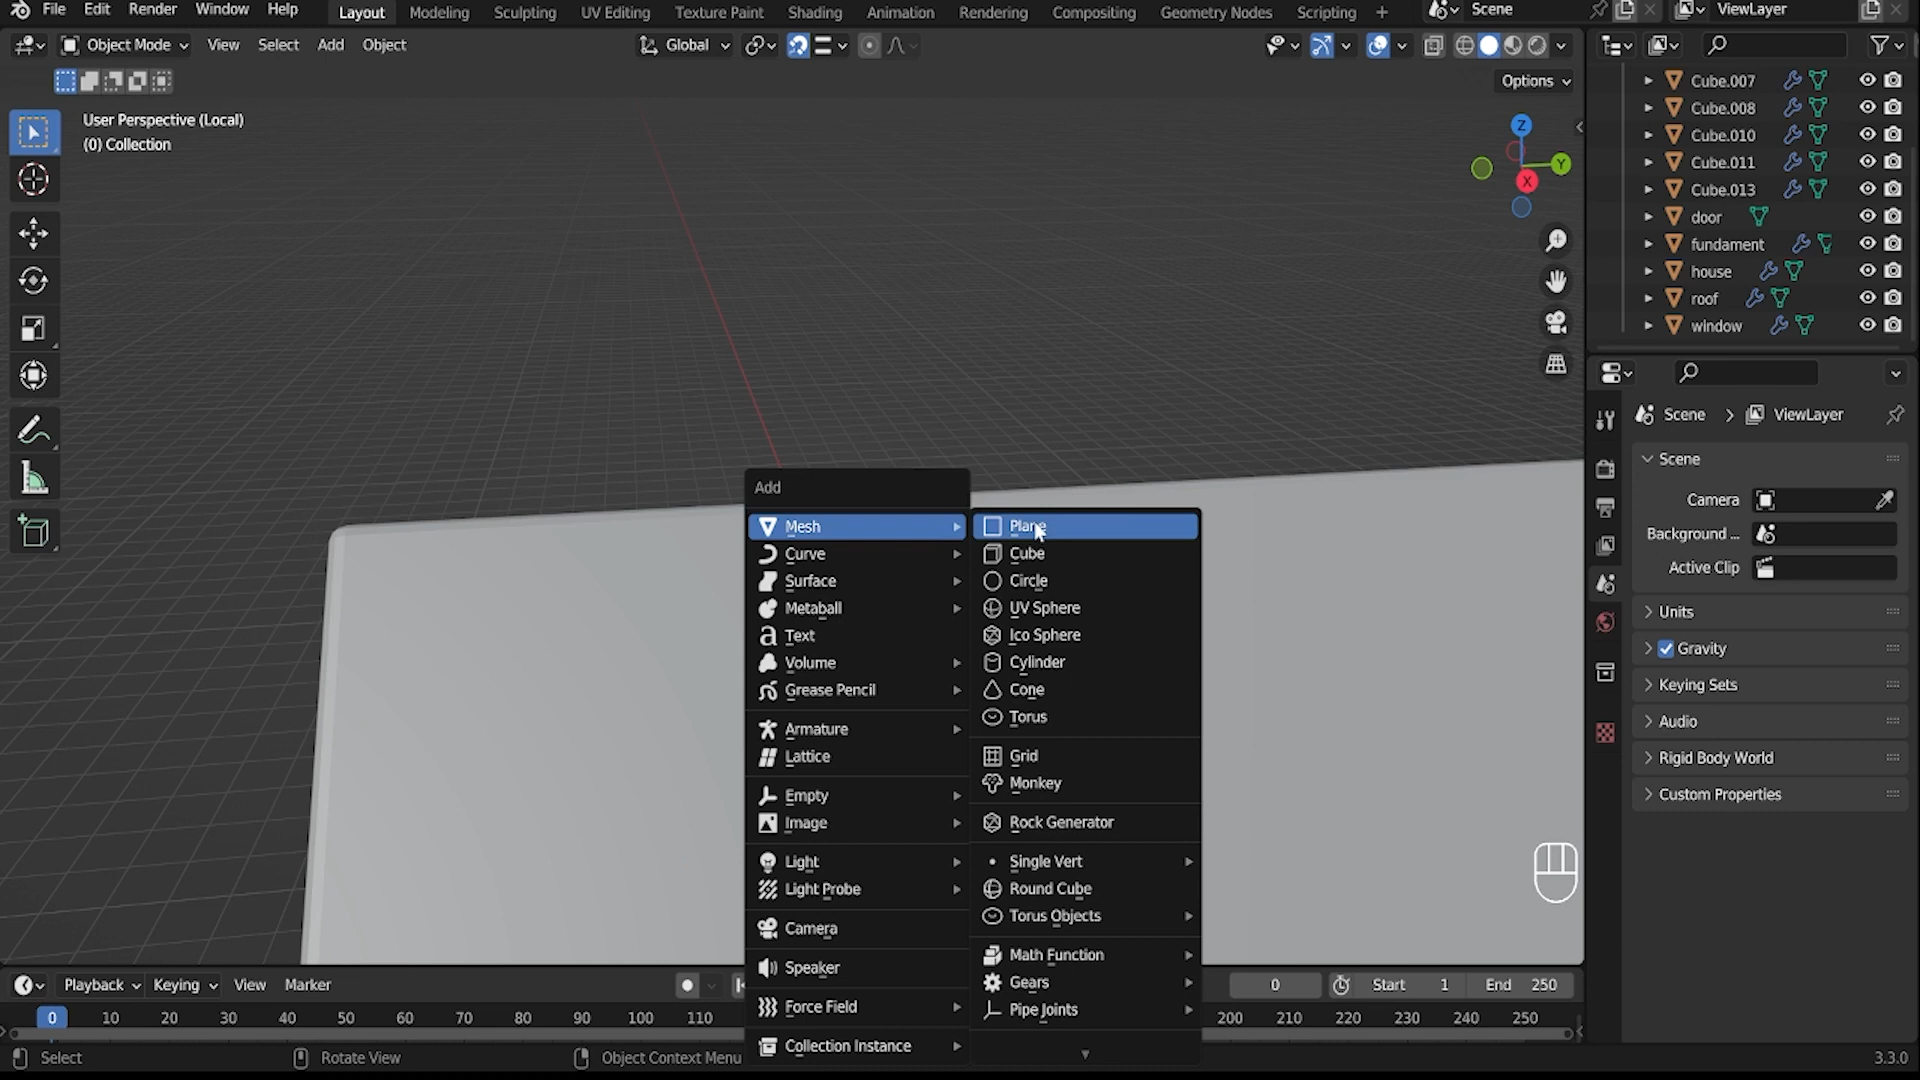 File Edit Render Window Help Layout Modeling Sculpting UV Editing Texture Paint Shading Animation Rendering Compositing Geometry Nodes Scripting + Scene ViewLayer
Object Mode View Select Add Object Global
Options
User Perspective (Local)
(0) Collection
Z
Y
X
Cube.007
Cube.008
Cube.010
Cube.011
Cube.013
door
fundament
house
roof
window
Scene > ViewLayer
Scene
Camera
Background ...
Active Clip
Units
Gravity
Keying Sets
Audio
Rigid Body World
Custom Properties
Add
Mesh
Curve
Surface
Metaball
Text
Volume
Grease Pencil
Armature
Lattice
Empty
Image
Light
Light Probe
Camera
Speaker
Force Field
Collection Instance
Plane
Cube
Circle
UV Sphere
Ico Sphere
Cylinder
Cone
Torus
Grid
Monkey
Rock Generator
Single Vert
Round Cube
Torus Objects
Math Function
Gears
Pipe Joints
Playback Keying View Marker 0 Start 1 End 250
0 10 20 30 40 50 60 70 80 90 100 110 200 210 220 230 240 250
Select Rotate View Object Context Menu 3.3.0